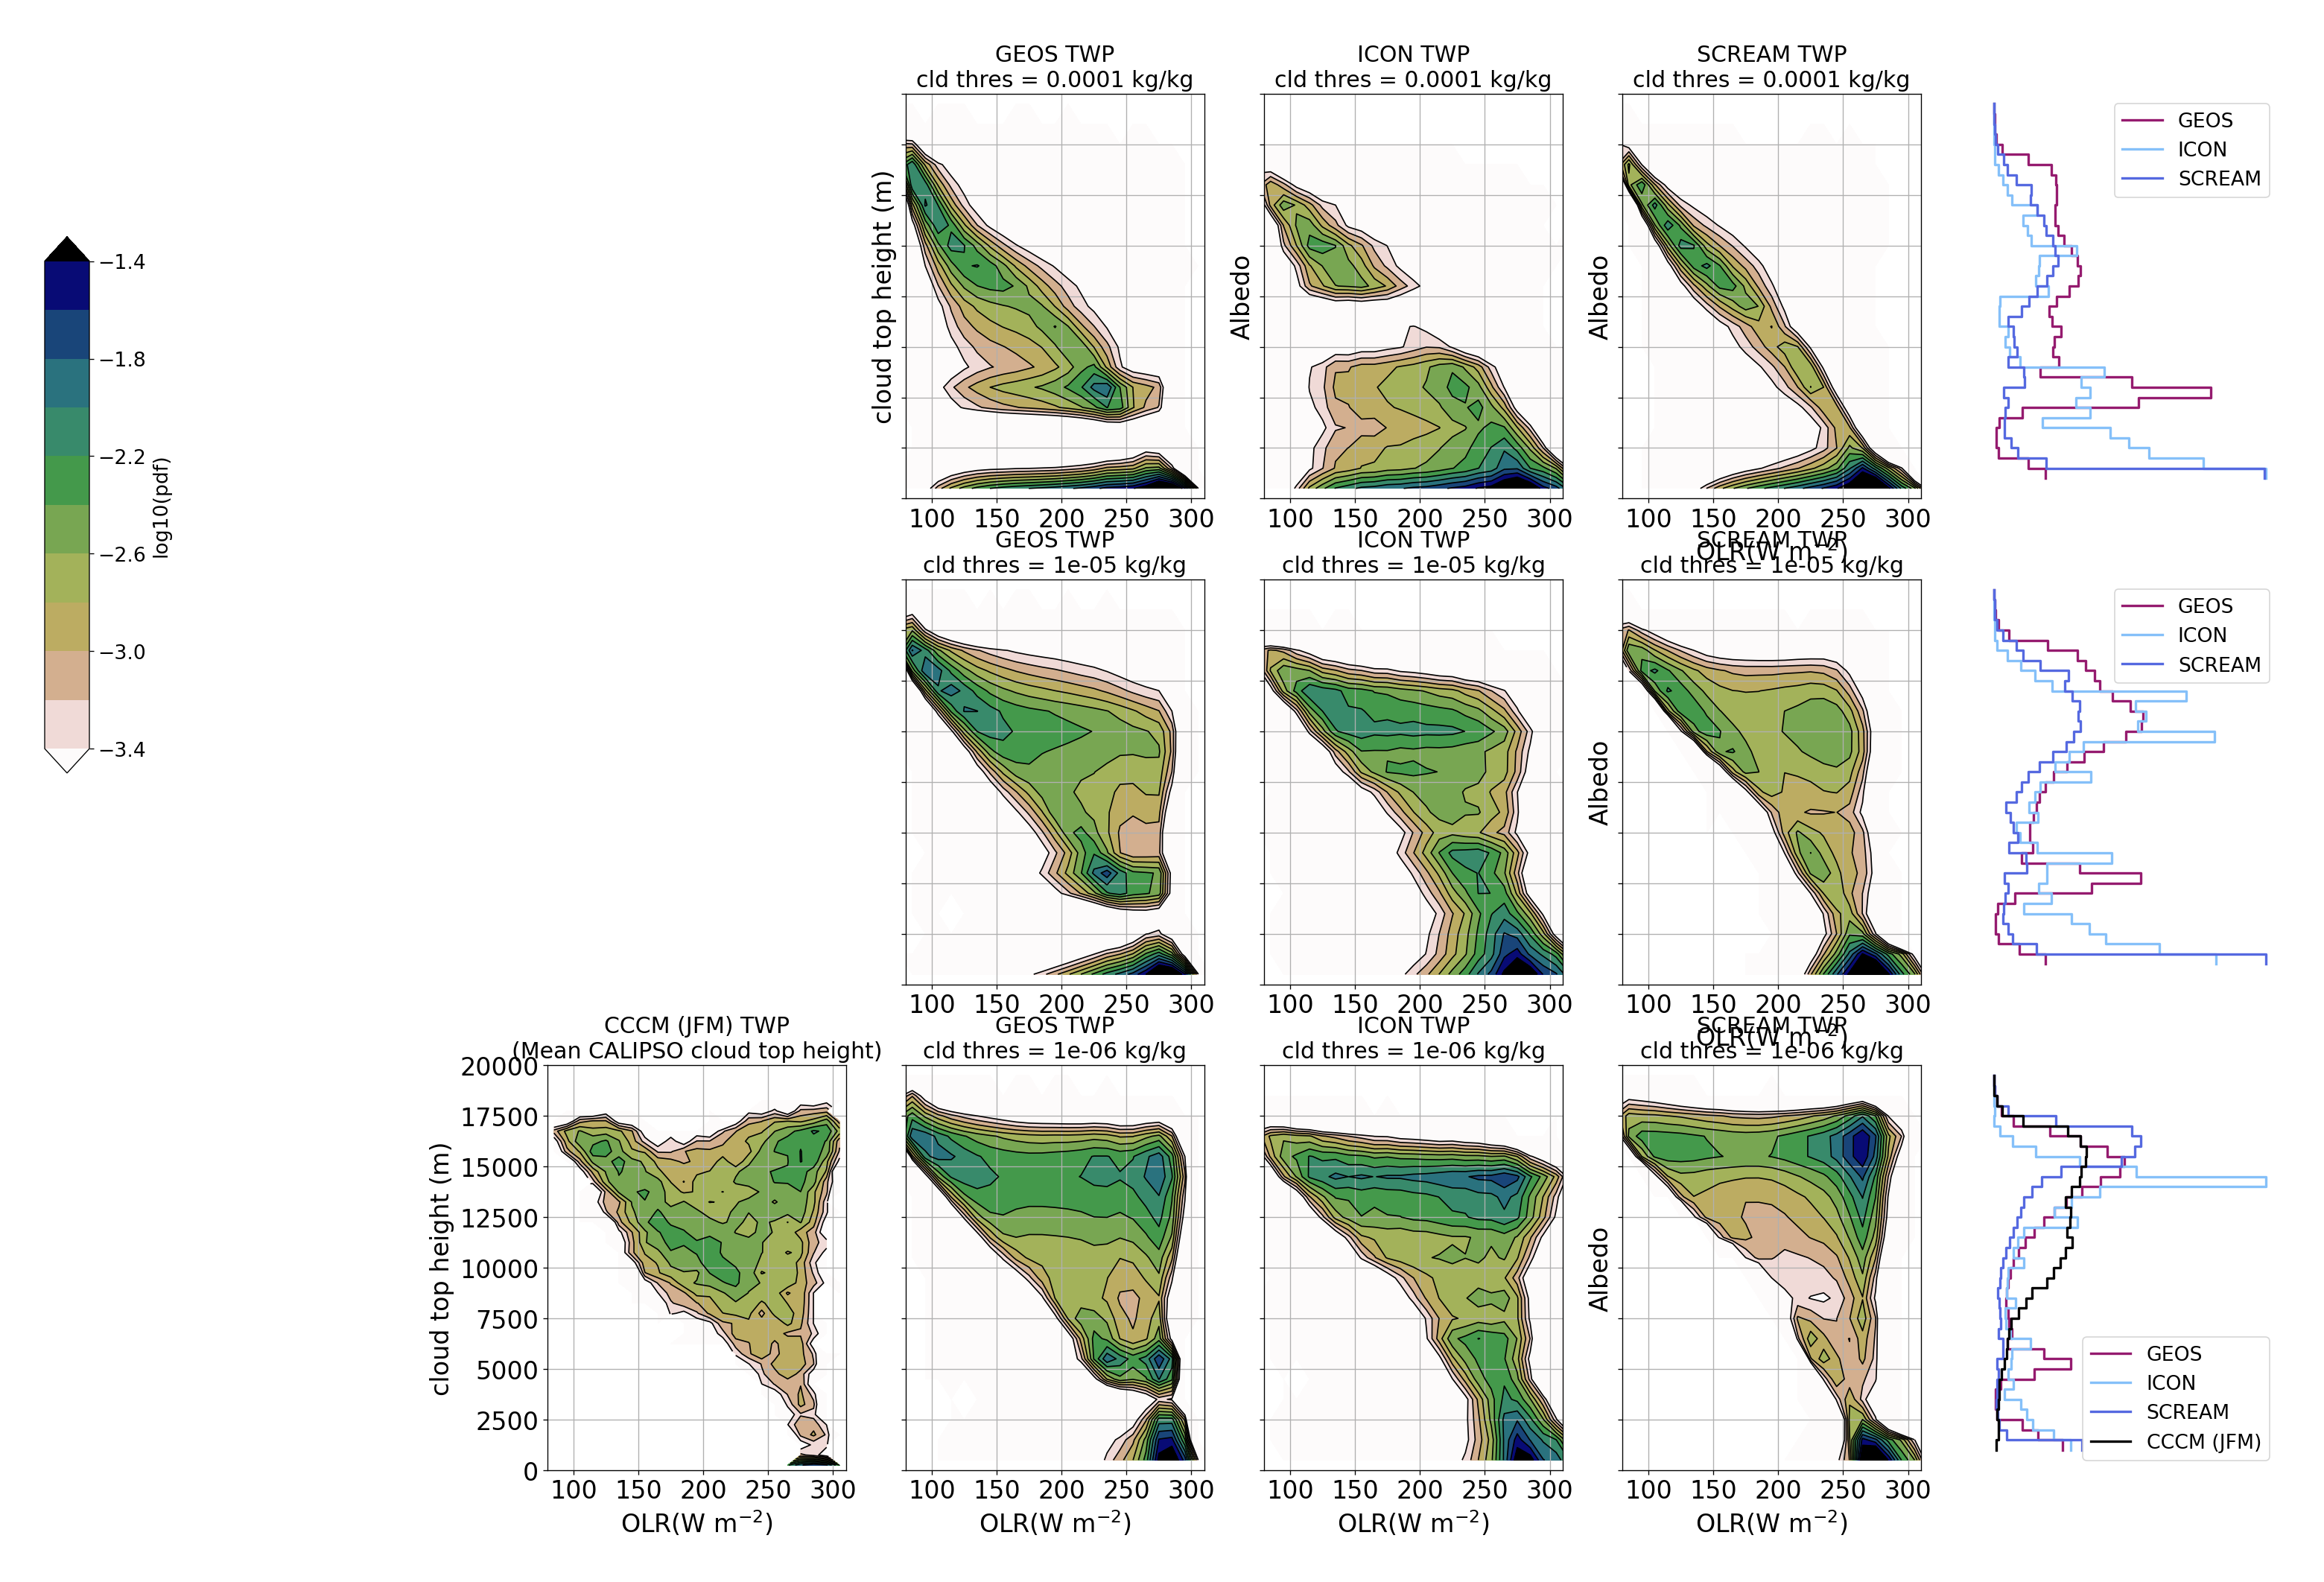 GEOS TWP
cld thres = 0.0001 kg/kg
ICON TWP
cld thres = 0.0001 kg/kg
SCREAM TWP
cld thres = 0.0001 kg/kg
cloud top height (m)
Albedo
Albedo
GEOS
ICON
SCREAM
−1.4
−1.8
−2.2
−2.6
−3.0
−3.4
log10(pdf)
100 150 200 250 300
100 150 200 250 300
100 150 200 250 300
OLR(W m−2)
GEOS TWP
cld thres = 1e-05 kg/kg
ICON TWP
cld thres = 1e-05 kg/kg
SCREAM TWP
cld thres = 1e-05 kg/kg
Albedo
GEOS
ICON
SCREAM
100 150 200 250 300
100 150 200 250 300
100 150 200 250 300
OLR(W m−2)
CCCM (JFM) TWP
(Mean CALIPSO cloud top height)
GEOS TWP
cld thres = 1e-06 kg/kg
ICON TWP
cld thres = 1e-06 kg/kg
SCREAM TWP
cld thres = 1e-06 kg/kg
cloud top height (m)
20000
17500
15000
12500
10000
7500
5000
2500
0
Albedo
GEOS
ICON
SCREAM
CCCM (JFM)
100 150 200 250 300
100 150 200 250 300
100 150 200 250 300
100 150 200 250 300
OLR(W m−2)
OLR(W m−2)
OLR(W m−2)
OLR(W m−2)